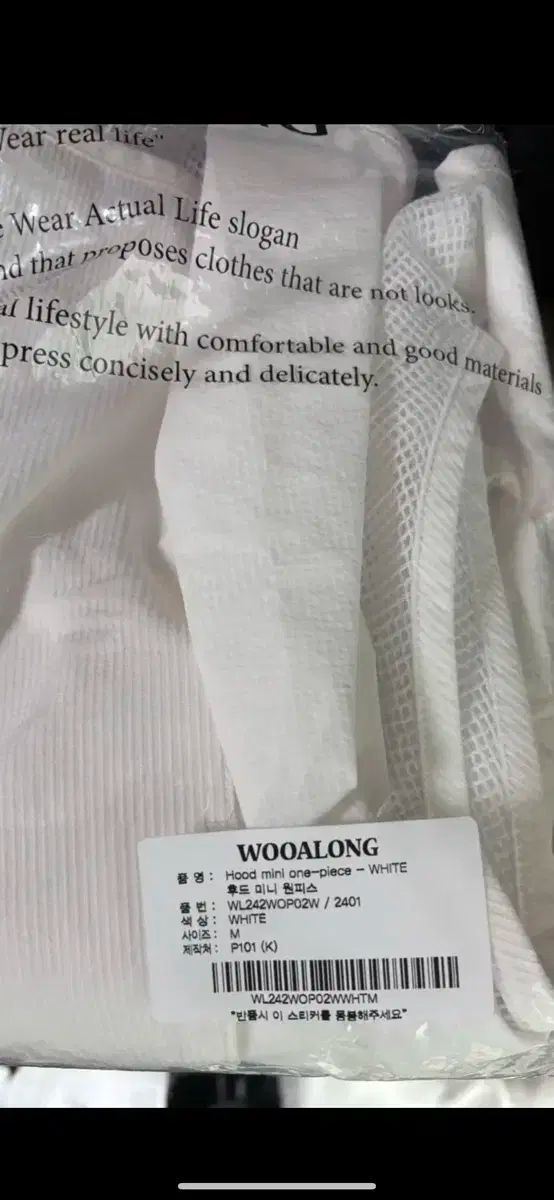 ear real life"
Wear Actual Life slogan
that proposes clothes that are not looks.
lifestyle with comfortable and good materials
press concisely and delicately.
WOOALONG
품 명 : Hood mini one-piece - WHITE
후드 미니 원피스
품 번 : WL242WOP02W / 2401
색 상 : WHITE
사이즈 : M
제작처 : P101 (K)
WL242WOP02WWHTM
"반품시 이 스티커를 동봉해주세요"